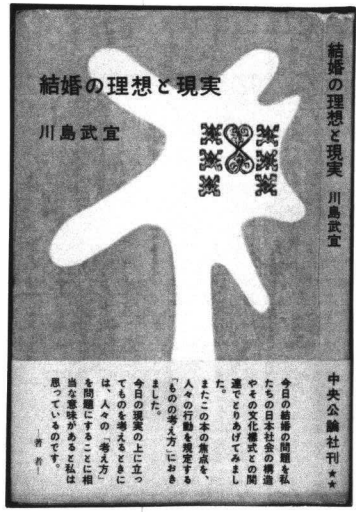 結婚の理想と現実
川島武宜
結婚の理想と現実 川島武宜
中央公論社刊★★
今日の結婚の問題を私
たちの日本社会の構造
やその文化様式との関
連でとりあげてみまし
た。
またこの本の焦点を、
人々の行動を規定する
「ものの考え方」におき
ました。
今日の現実の上に立っ
てものを考えるときに
は、人々の「考え方」
を問題にすることに相
当な意味があると私は
思っているのです。
―著者―